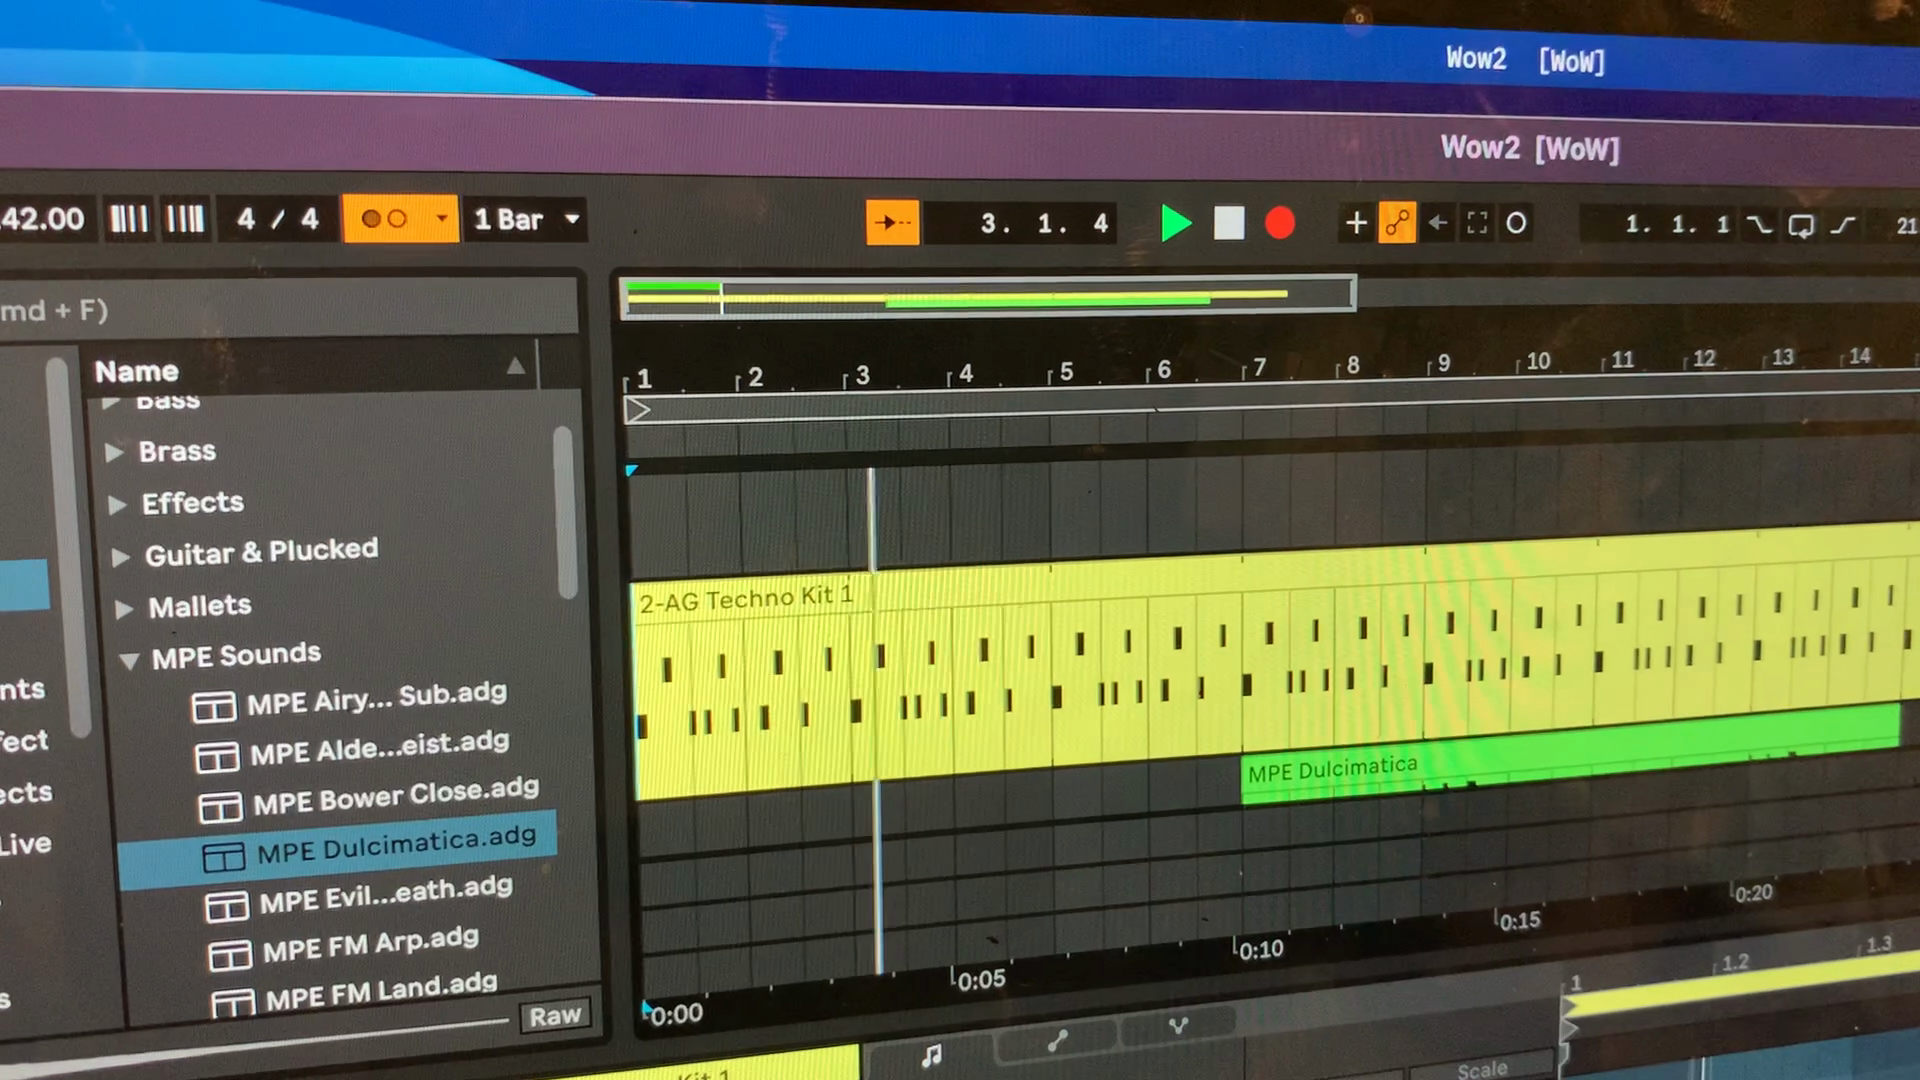 Wow2 [WoW]
Wow2 [WoW]
42.00
4 / 4
1 Bar
3. 1. 4
1. 1. 1
21
md + F)
Name
Bass
Brass
Effects
Guitar & Plucked
Mallets
MPE Sounds
MPE Airy... Sub.adg
MPE Alde...eist.adg
MPE Bower Close.adg
MPE Dulcimatica.adg
MPE Evil...eath.adg
MPE FM Arp.adg
MPE FM Land.adg
Raw
nts
fect
ects
Live
s
1 2 3 4 5 6 7 8 9 10 11 12 13 14
2-AG Techno Kit 1
MPE Dulcimatica
0:00 0:05 0:10 0:15 0:20
1 1.2 1.3
Kit 1
Scale